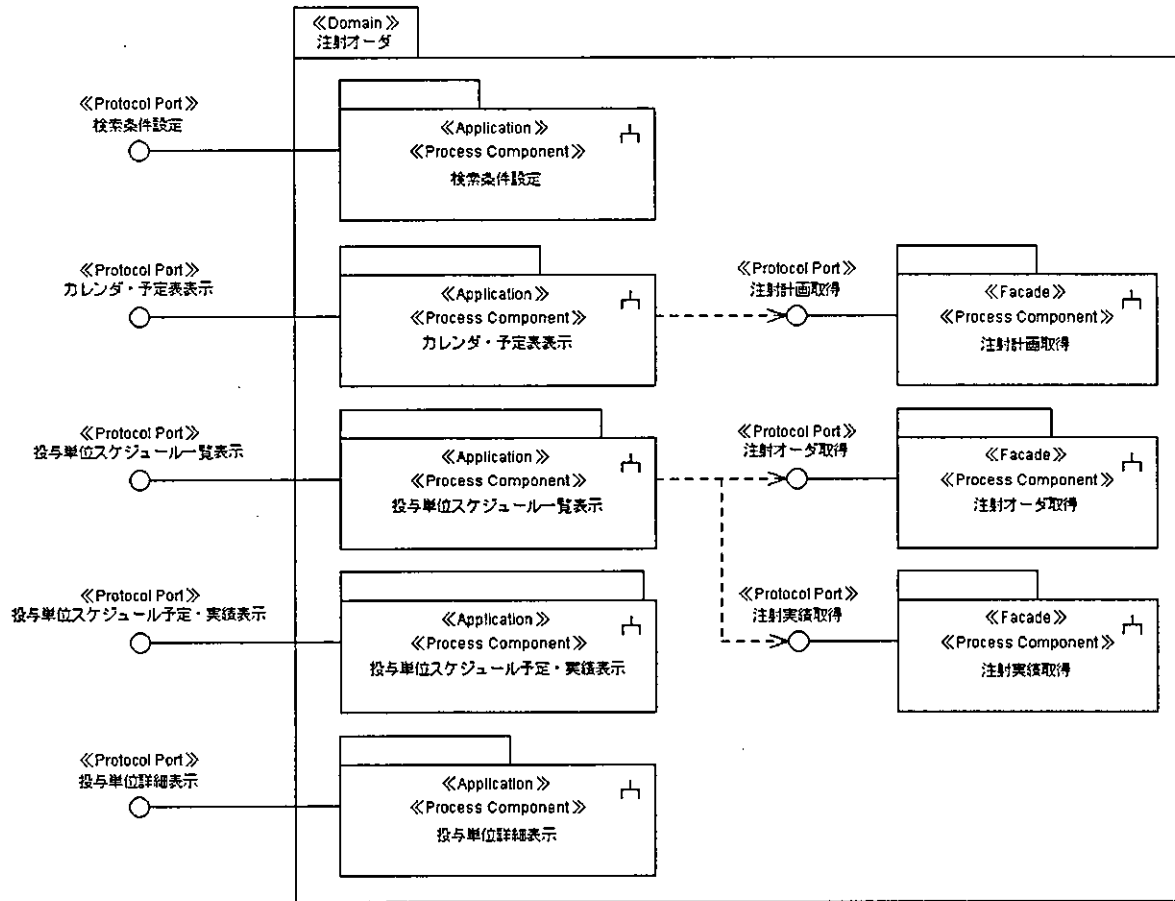 ≪Domain≫
注射オーダ
≪Protocol Port≫
検索条件設定
≪Application≫
≪Process Component≫
検索条件設定
≪Protocol Port≫
カレンダ・予定表表示
≪Application≫
≪Process Component≫
カレンダ・予定表表示
≪Protocol Port≫
注射計画取得
≪Facade≫
≪Process Component≫
注射計画取得
≪Protocol Port≫
投与単位スケジュール一覧表示
≪Application≫
≪Process Component≫
投与単位スケジュール一覧表示
≪Protocol Port≫
注射オーダ取得
≪Facade≫
≪Process Component≫
注射オーダ取得
≪Protocol Port≫
投与単位スケジュール予定・実績表示
≪Application≫
≪Process Component≫
投与単位スケジュール予定・実績表示
≪Protocol Port≫
注射実績取得
≪Facade≫
≪Process Component≫
注射実績取得
≪Protocol Port≫
投与単位詳細表示
≪Application≫
≪Process Component≫
投与単位詳細表示